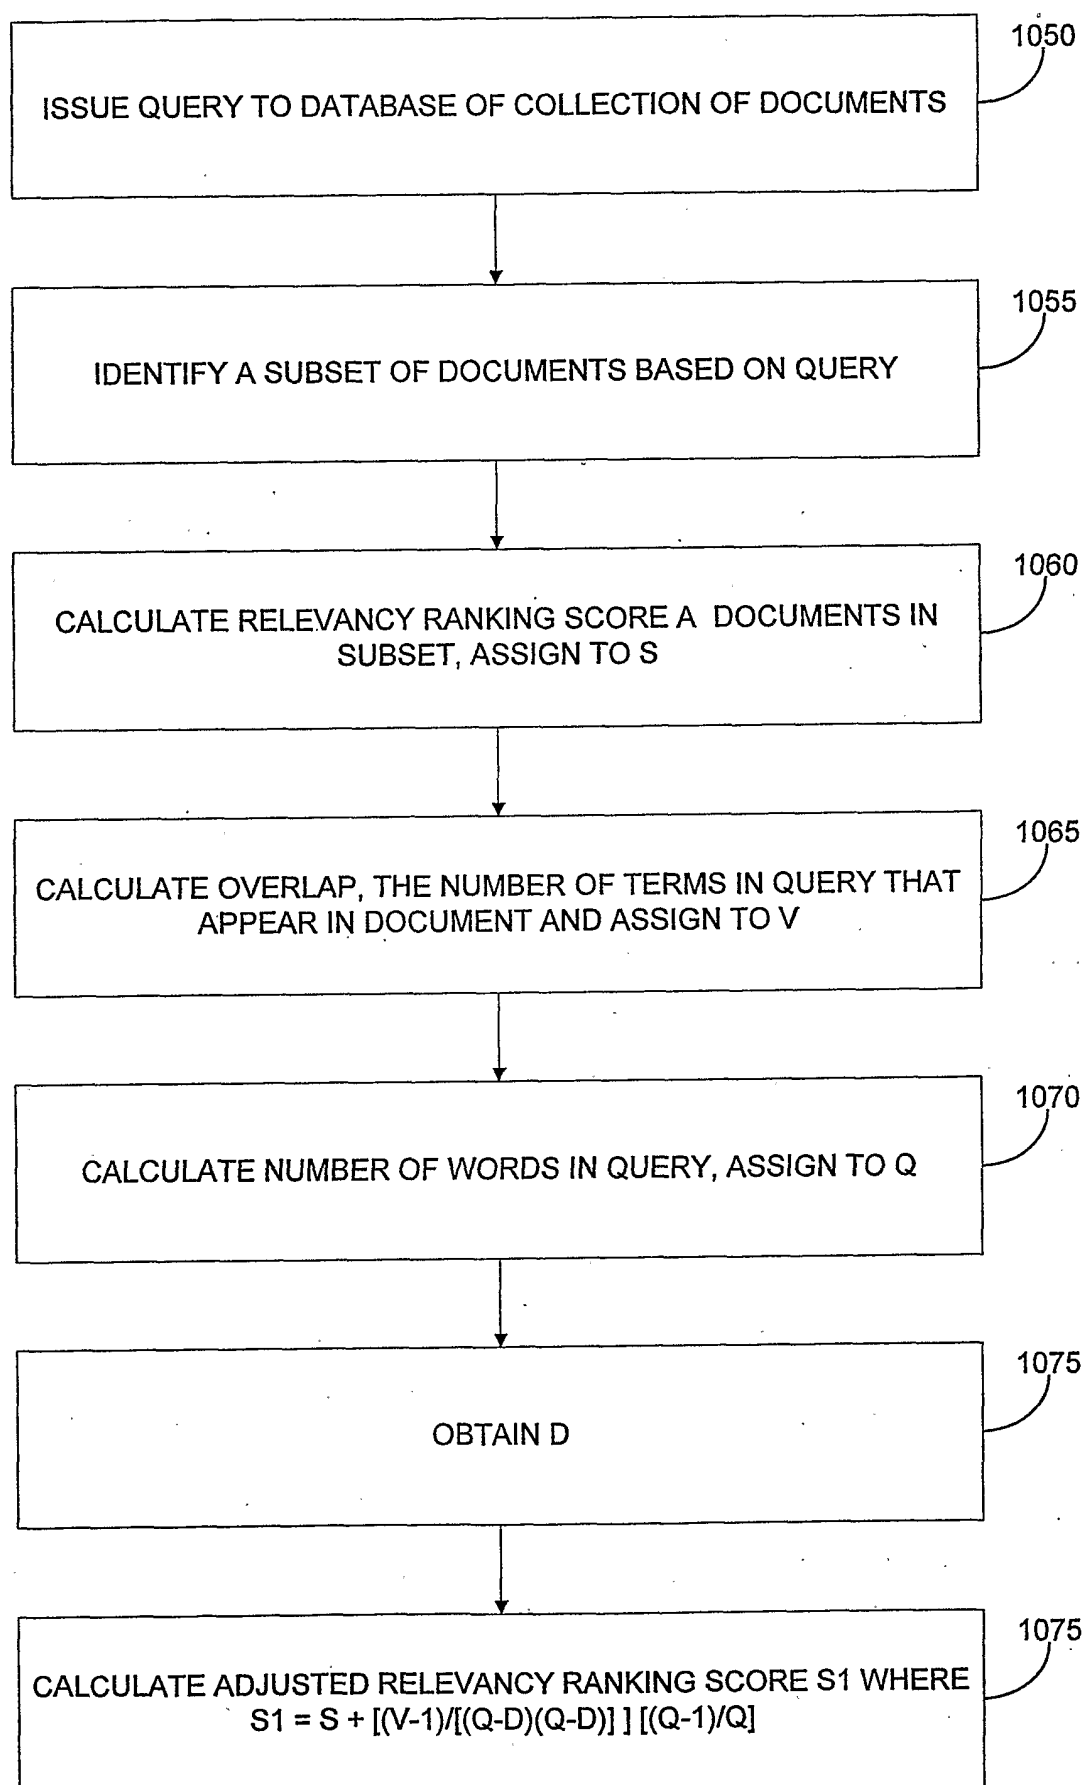 1050
ISSUE QUERY TO DATABASE OF COLLECTION OF DOCUMENTS
1055
IDENTIFY A SUBSET OF DOCUMENTS BASED ON QUERY
1060
CALCULATE RELEVANCY RANKING SCORE A DOCUMENTS IN
SUBSET, ASSIGN TO S
1065
CALCULATE OVERLAP, THE NUMBER OF TERMS IN QUERY THAT
APPEAR IN DOCUMENT AND ASSIGN TO V
1070
CALCULATE NUMBER OF WORDS IN QUERY, ASSIGN TO Q
1075
OBTAIN D
1075
CALCULATE ADJUSTED RELEVANCY RANKING SCORE S1 WHERE
S1 = S + [(V-1)/[(Q-D)(Q-D)] ] [(Q-1)/Q]